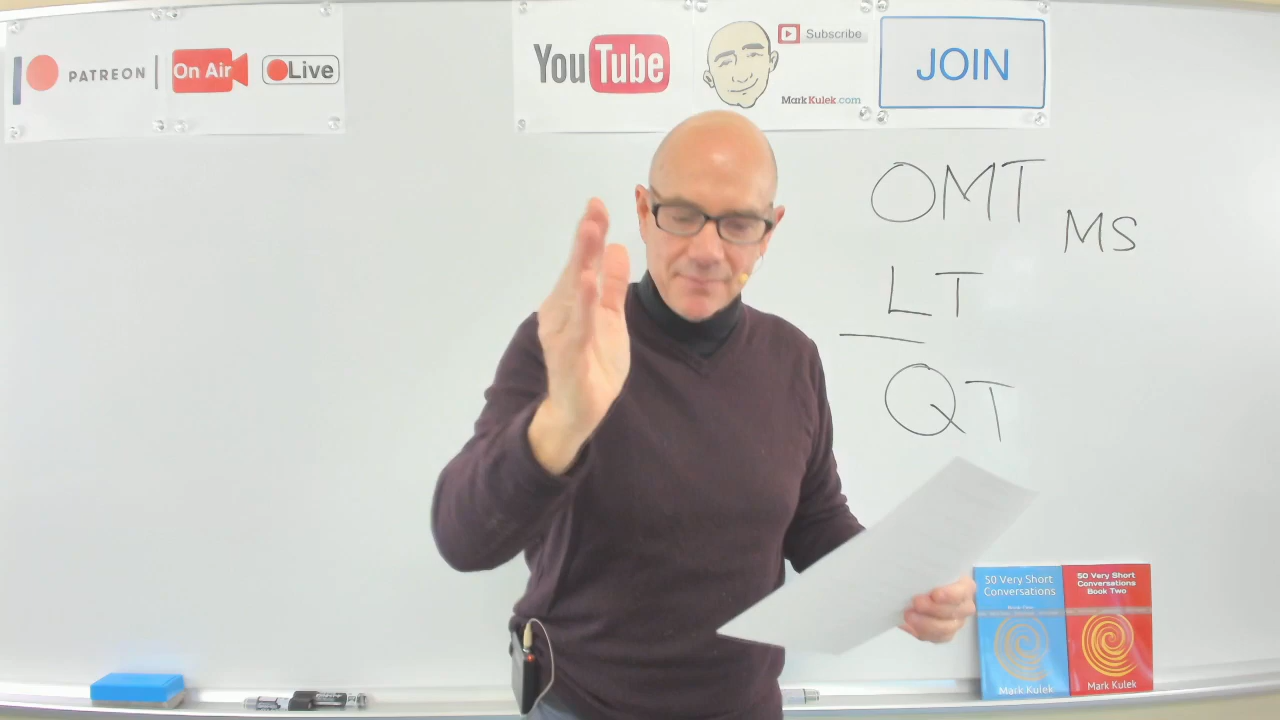 PATREON
On Air
Live
YouTube
Subscribe
MarkKulek.com
JOIN
OMT
MS
LT
QT
50 Very Short
Conversations
Mark Kulek
50 Very Short
Conversations
Book Two
Mark Kulek